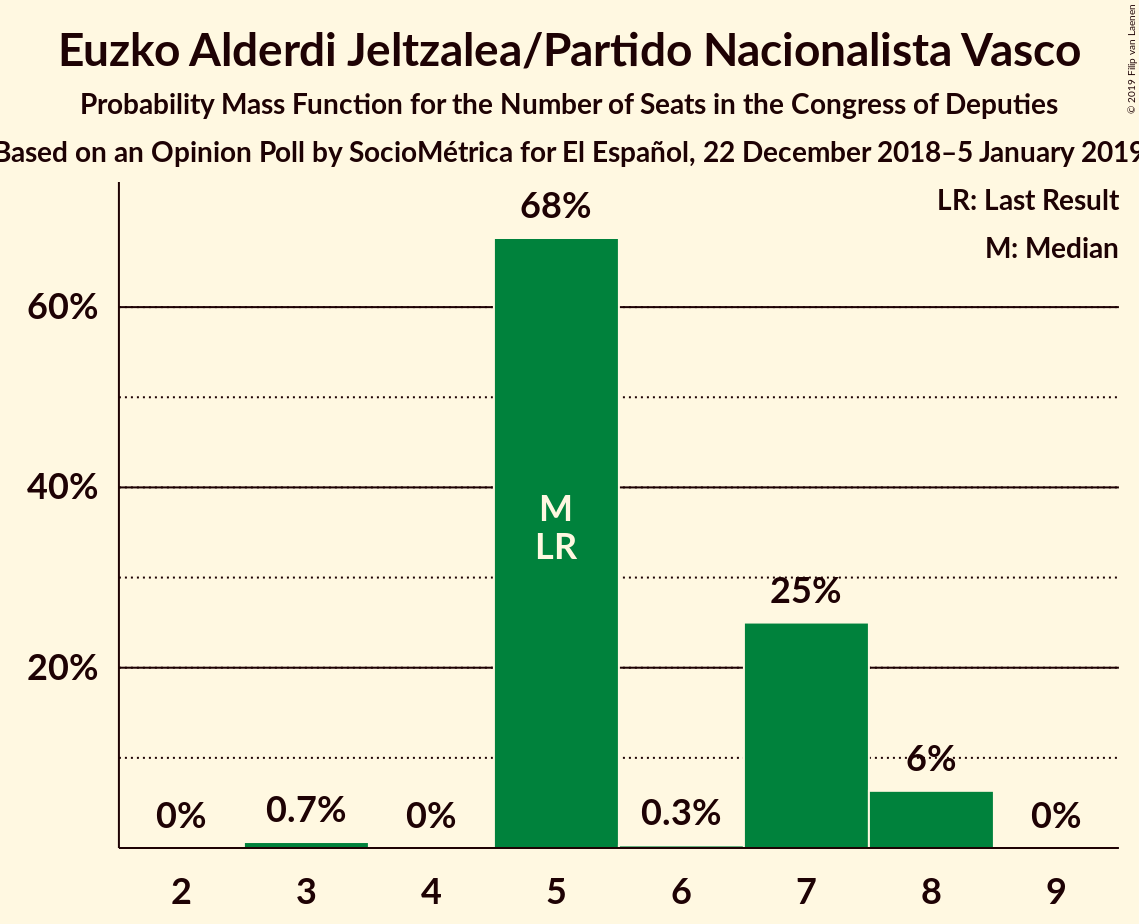 Euzko Alderdi Jeltzalea/Partido Nacionalista Vasco
Probability Mass Function for the Number of Seats in the Congress of Deputies
Based on an Opinion Poll by SocioMétrica for El Español, 22 December 2018–5 January 2019
© 2019 Filip van Laenen
LR: Last Result
M: Median
68%
60%
40%
20%
M
LR
25%
6%
0%
0.7%
0%
0.3%
0%
2 3 4 5 6 7 8 9